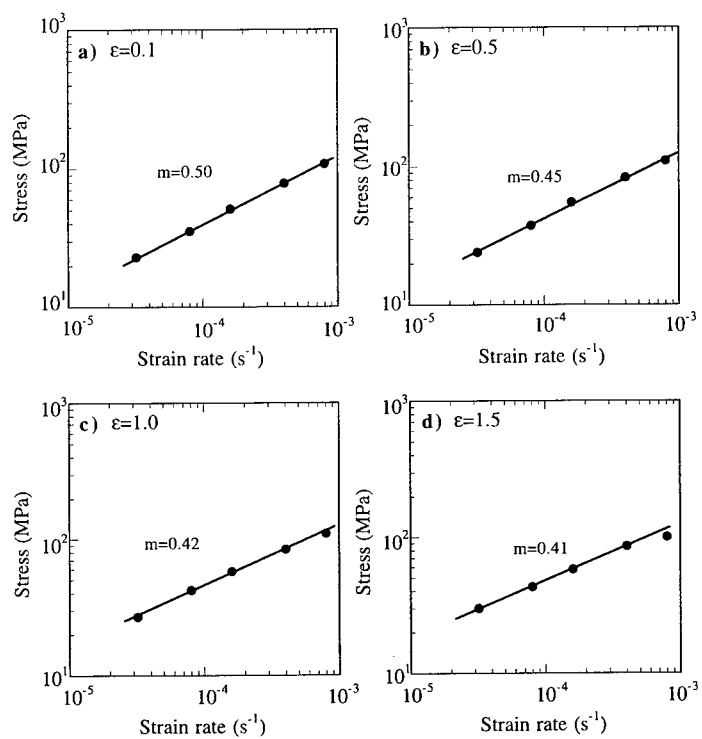 a) ε=0.1
10³
10²
10¹
Stress (MPa)
m=0.50
10⁻⁵ 10⁻⁴ 10⁻³
Strain rate (s⁻¹)
b) ε=0.5
10³
10²
10¹
Stress (MPa)
m=0.45
10⁻⁵ 10⁻⁴ 10⁻³
Strain rate (s⁻¹)
c) ε=1.0
10³
10²
10¹
Stress (MPa)
m=0.42
10⁻⁵ 10⁻⁴ 10⁻³
Strain rate (s⁻¹)
d) ε=1.5
10³
10²
10¹
Stress (MPa)
m=0.41
10⁻⁵ 10⁻⁴ 10⁻³
Strain rate (s⁻¹)